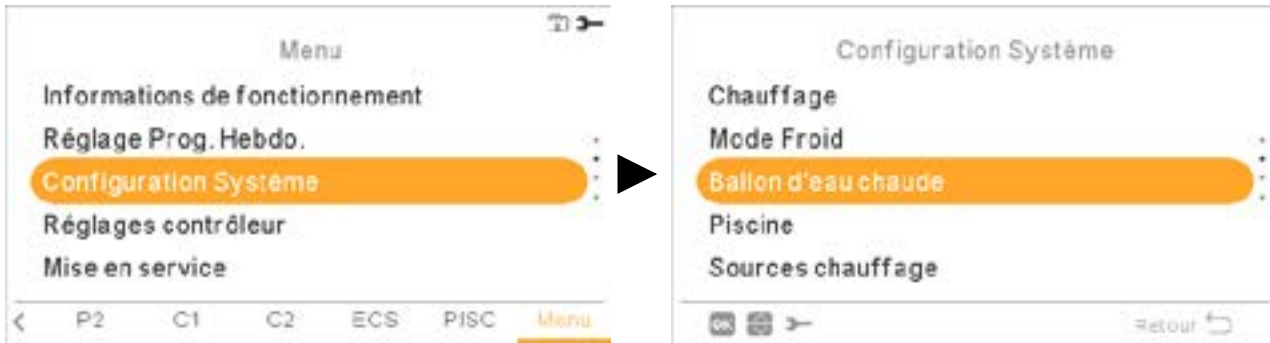 Menu
Informations de fonctionnement
Réglage Prog. Hebdo.
Configuration Système
Réglages contrôleur
Mise en service
P2 C1 C2 ECS PISC Menu
Configuration Système
Chauffage
Mode Froid
Ballon d'eau chaude
Piscine
Sources chauffage
OK Retour